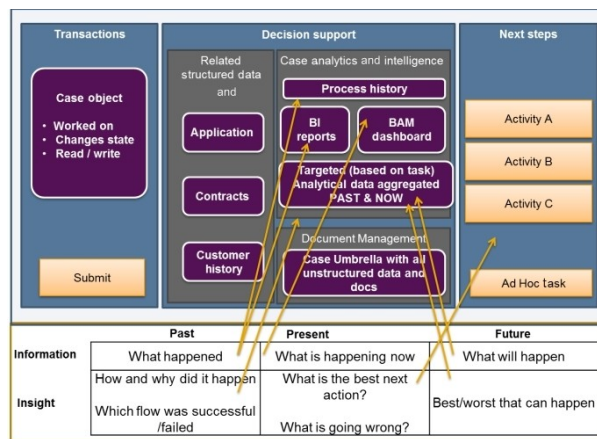 Transactions
Case object
• Worked on
• Changes state
• Read / write
Submit
Decision support
Related
structured data
and
Application
Contracts
Customer
history
Case analytics and intelligence
Process history
BI
reports
BAM
dashboard
Targeted (based on task)
Analytical data aggregated
PAST & NOW
Document Management
Case Umbrella with all
unstructured data and
docs
Next steps
Activity A
Activity B
Activity C
Ad Hoc task
Past Present Future
Information What happened What is happening now What will happen
Insight
How and why did it happen
Which flow was successful
/failed
What is the best next
action?
What is going wrong?
Best/worst that can happen